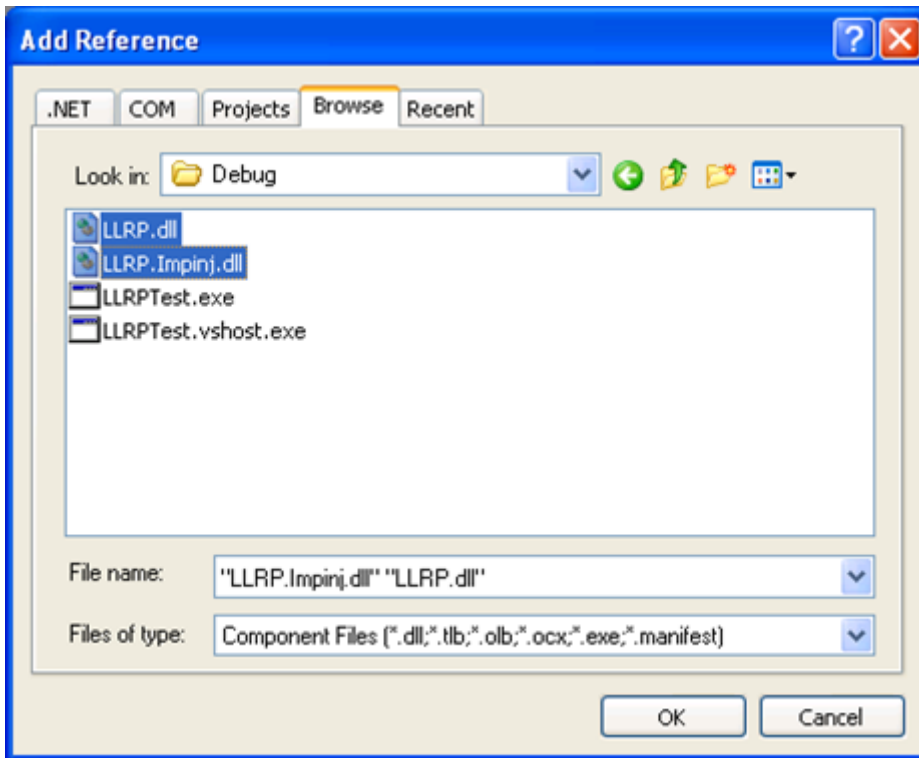 Add Reference
.NET COM Projects Browse Recent
Look in: Debug
LLRP.dll
LLRP.Impinj.dll
LLRPTest.exe
LLRPTest.vshost.exe
File name: "LLRP.Impinj.dll" "LLRP.dll"
Files of type: Component Files (*.dll;*.tlb;*.olb;*.ocx;*.exe;*.manifest)
OK Cancel